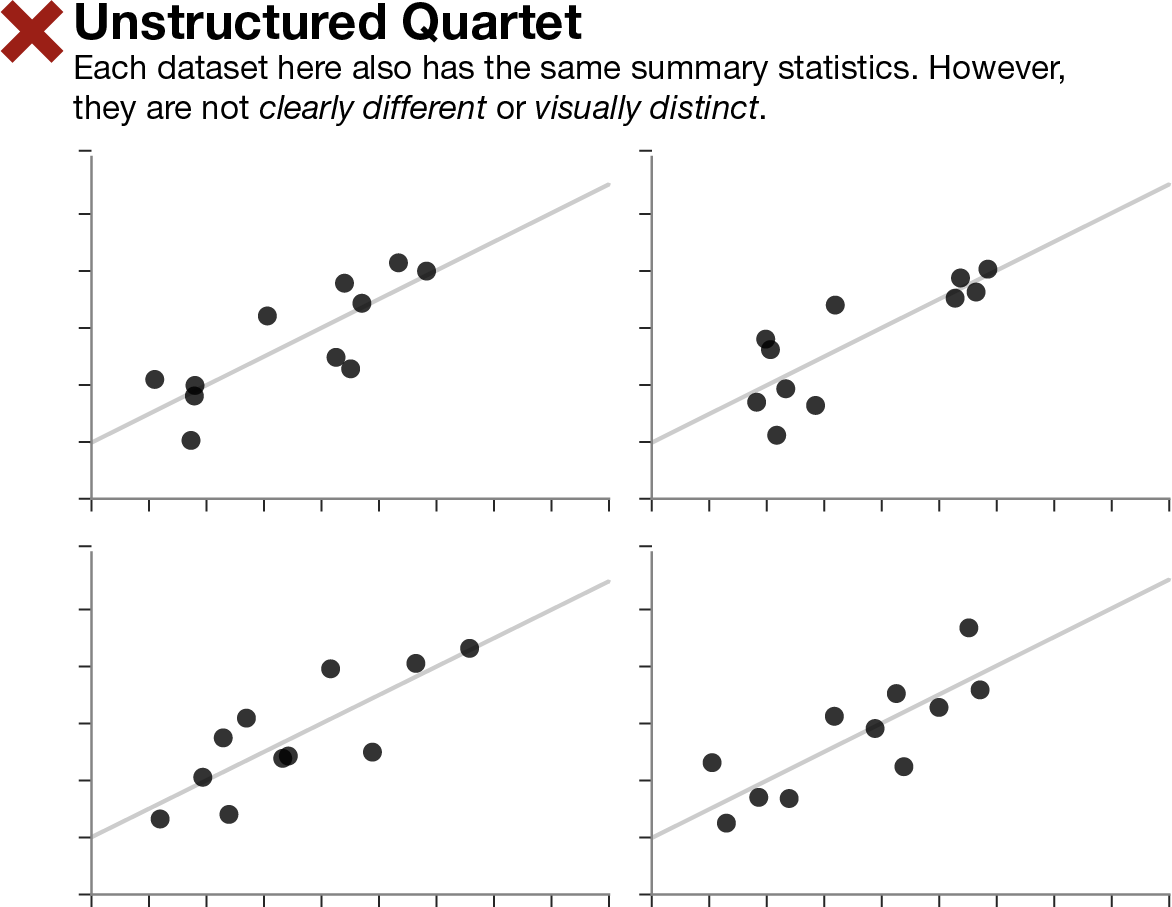 Unstructured Quartet
Each dataset here also has the same summary statistics. However,
they are not clearly different or visually distinct.